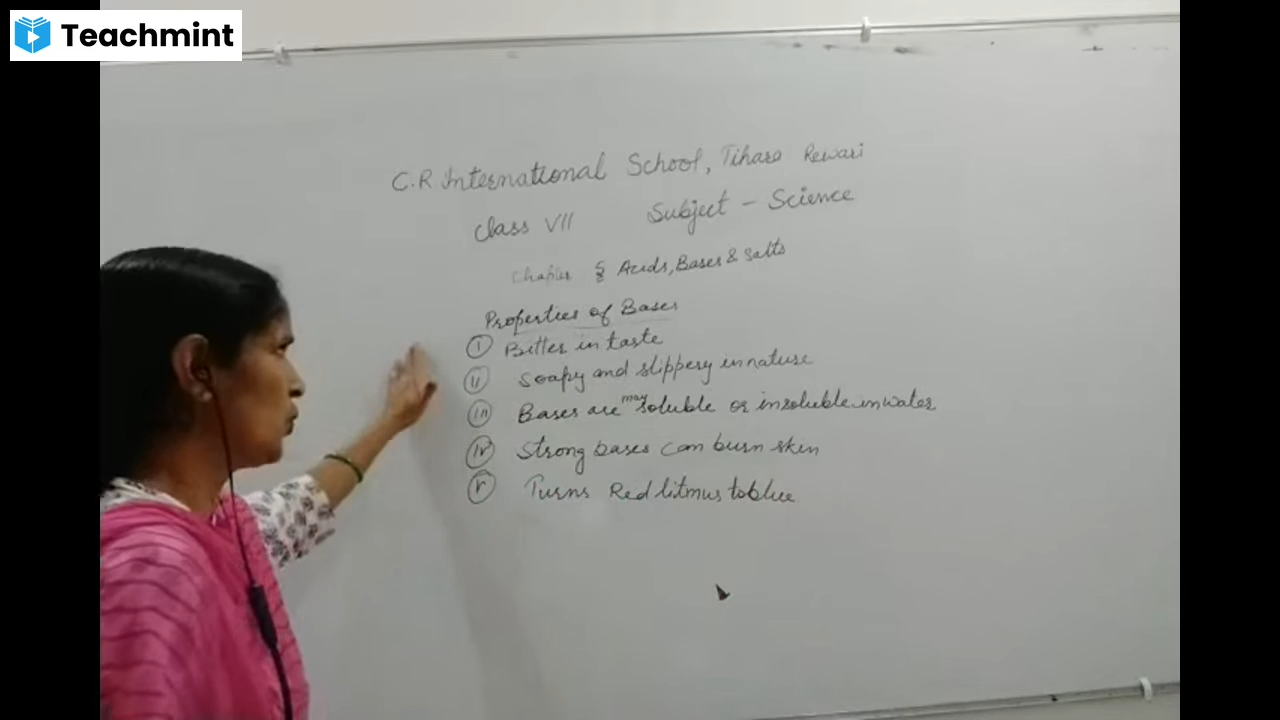 Teachmint
C.R International School, Tihara Rewari
Class VII Subject - Science
Chapter 5 Acids, Bases & Salts
Properties of Bases
(i) Bitter in taste
(ii) Soapy and slippery in nature
(iii) Bases are may soluble or insoluble in water
(iv) Strong bases can burn skin
(v) Turns Red litmus to blue